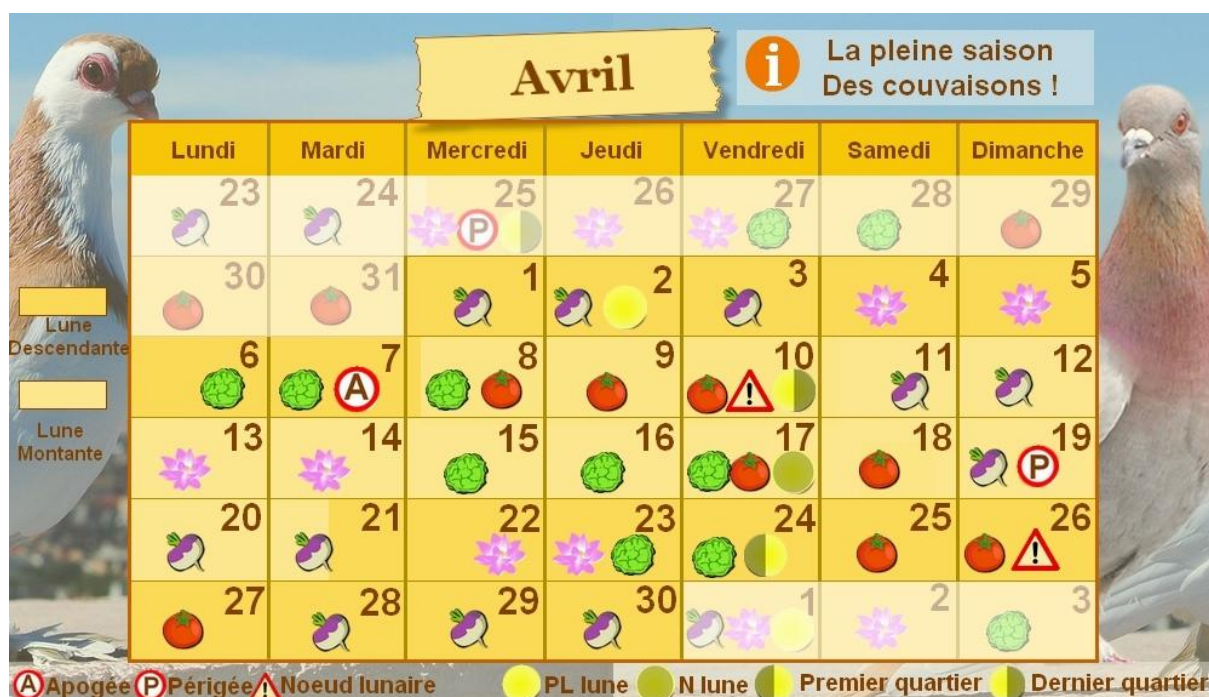 Avril
La pleine saison
Des couvaisons !
Lundi Mardi Mercredi Jeudi Vendredi Samedi Dimanche
23 24 25 26 27 28 29
P
30 31 1 2 3 4 5
Lune
Descendante
6 7 8 9 10 11 12
A !
Lune
Montante
13 14 15 16 17 18 19
P
20 21 22 23 24 25 26
!
27 28 29 30 1 2 3
A Apogée P Périgée ! Noeud lunaire PL lune N lune Premier quartier Dernier quartier